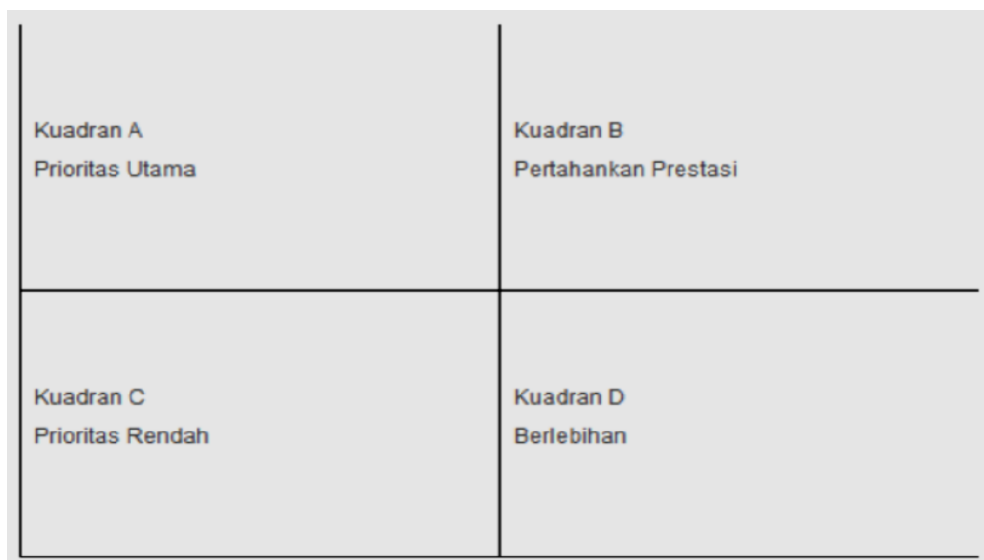 Kuadran A
Prioritas Utama
Kuadran B
Pertahankan Prestasi
Kuadran C
Prioritas Rendah
Kuadran D
Berlebihan